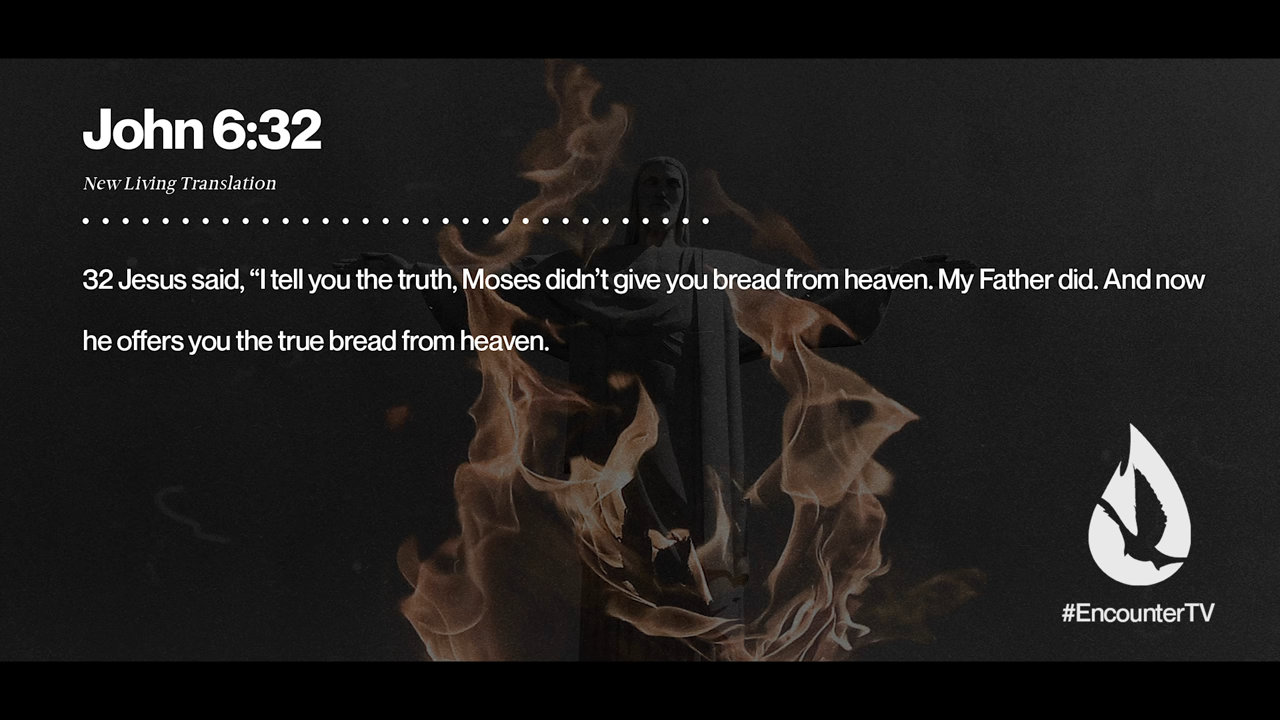 John 6:32
New Living Translation
32 Jesus said, “I tell you the truth, Moses didn’t give you bread from heaven. My Father did. And now
he offers you the true bread from heaven.
#EncounterTV